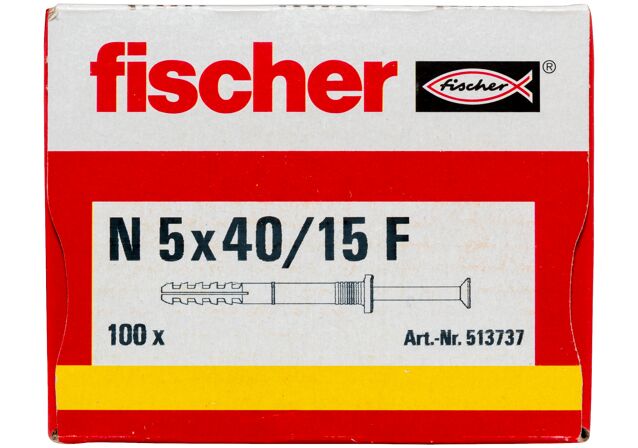 fischer
fischer ®
N 5x40/15 F
100 x
Art.-Nr. 513737